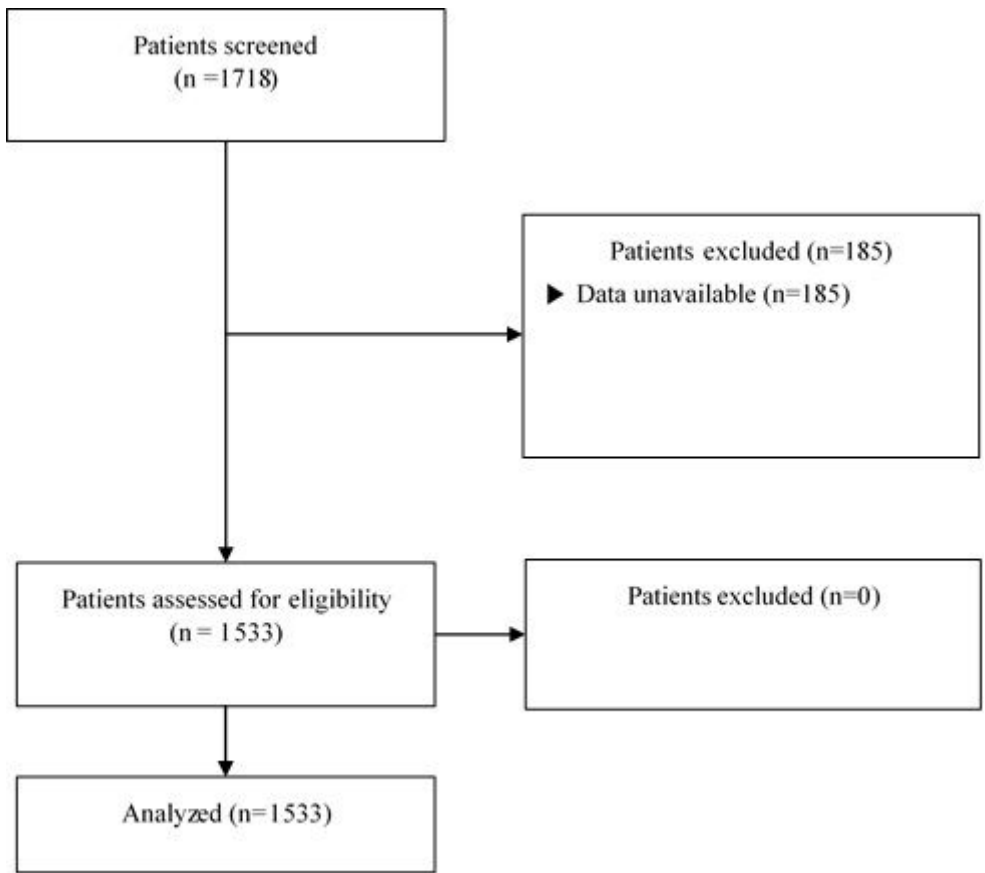 Patients screened
(n =1718)
Patients excluded (n=185)
▶ Data unavailable (n=185)
Patients assessed for eligibility
(n = 1533)
Patients excluded (n=0)
Analyzed (n=1533)